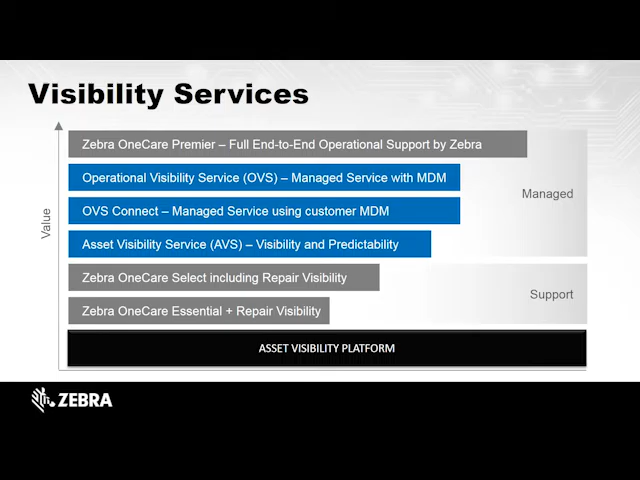 Visibility Services
Value
Zebra OneCare Premier – Full End-to-End Operational Support by Zebra
Operational Visibility Service (OVS) – Managed Service with MDM
OVS Connect – Managed Service using customer MDM
Asset Visibility Service (AVS) – Visibility and Predictability
Managed
Zebra OneCare Select including Repair Visibility
Zebra OneCare Essential + Repair Visibility
Support
ASSET VISIBILITY PLATFORM
ZEBRA